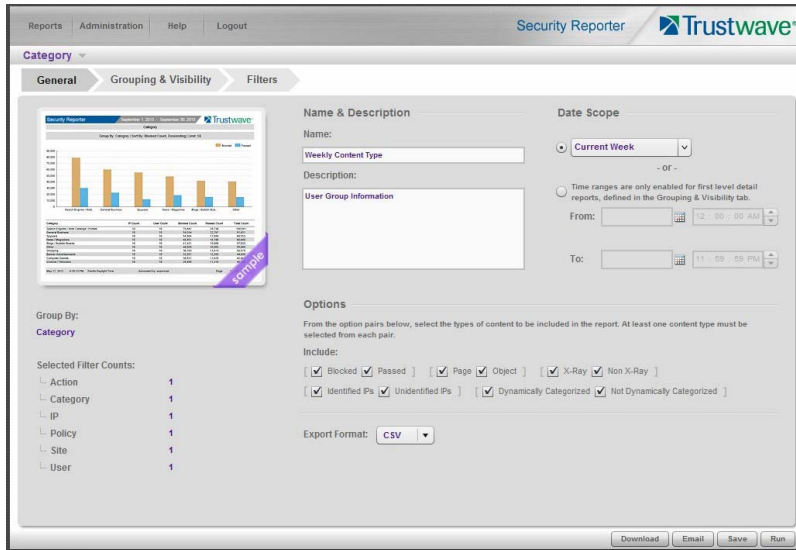 Reports Administration Help Logout
Security Reporter Trustwave®
Category
General Grouping & Visibility Filters
Security Reporter Trustwave
Category
sample
Group By:
Category
Selected Filter Counts:
Action 1
Category 1
IP 1
Policy 1
Site 1
User 1
Name & Description
Name:
Weekly Content Type
Description:
User Group Information
Date Scope
Current Week
- or -
Time ranges are only enabled for first level detail
reports, defined in the Grouping & Visibility tab.
From: 12 : 00 : 00 AM
To: 11 : 59 : 59 PM
Options
From the option pairs below, select the types of content to be included in the report. At least one content type must be
selected from each pair.
Include:
[ Blocked Passed ] [ Page Object ] [ X-Ray Non X-Ray ]
[ Identified IPs Unidentified IPs ] [ Dynamically Categorized Not Dynamically Categorized ]
Export Format: CSV
Download Email Save Run